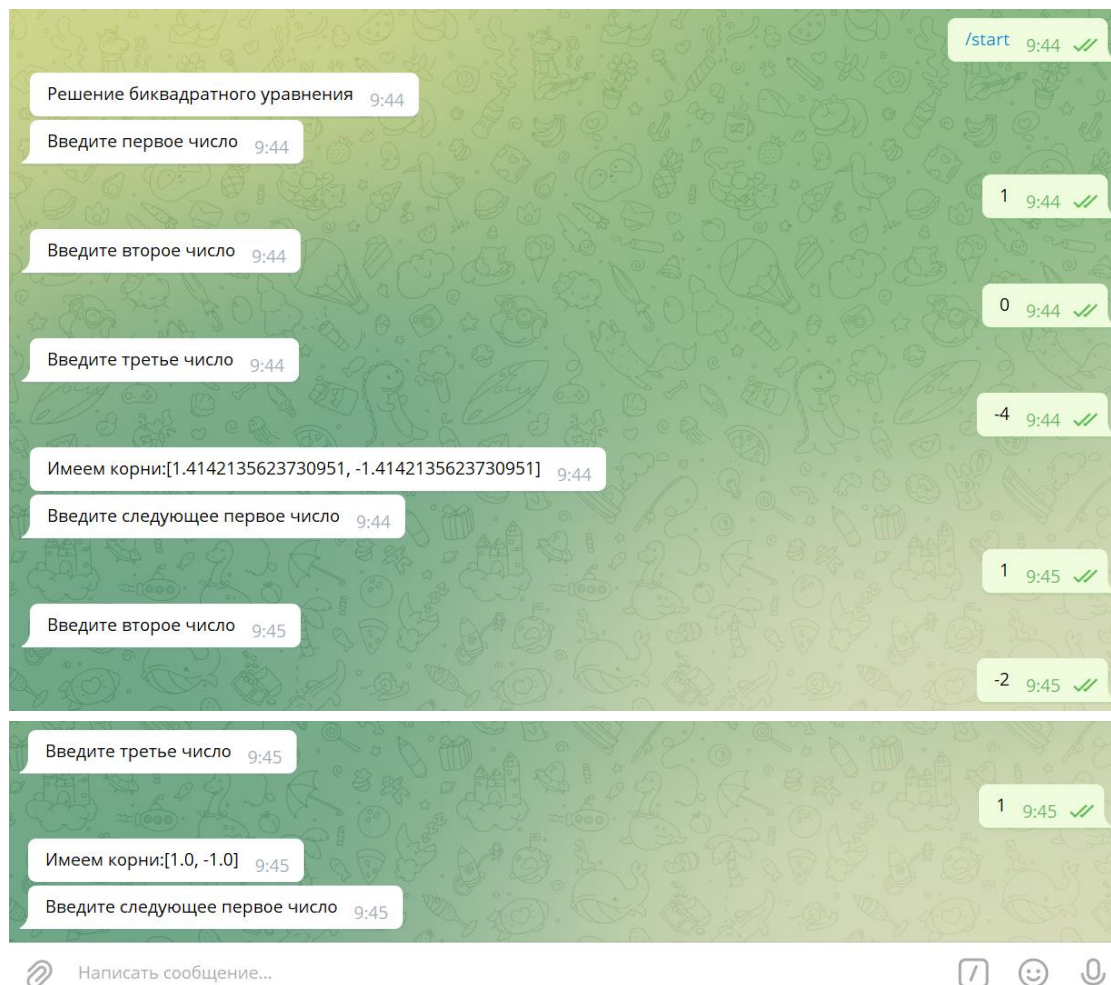 /start 9:44
Решение биквадратного уравнения 9:44
Введите первое число 9:44
1 9:44
Введите второе число 9:44
0 9:44
Введите третье число 9:44
-4 9:44
Имеем корни:[1.4142135623730951, -1.4142135623730951] 9:44
Введите следующее первое число 9:44
1 9:45
Введите второе число 9:45
-2 9:45
Введите третье число 9:45
1 9:45
Имеем корни:[1.0, -1.0] 9:45
Введите следующее первое число 9:45
Написать сообщение...